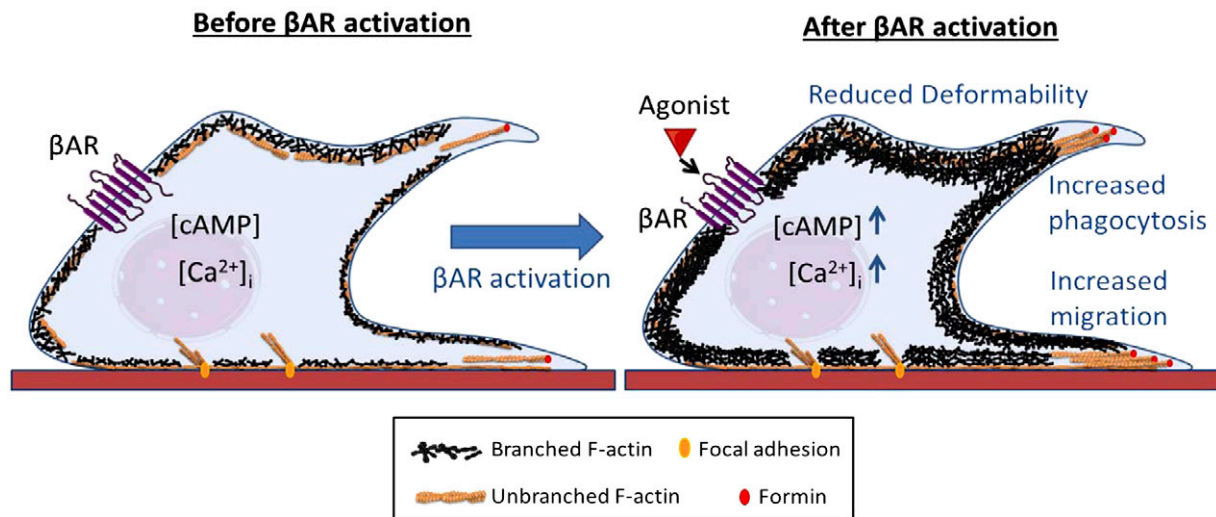 Before βAR activation
βAR
[cAMP]
[Ca²⁺]ᵢ
βAR activation
After βAR activation
Agonist
Reduced Deformability
βAR
[cAMP]
[Ca²⁺]ᵢ
Increased
phagocytosis
Increased
migration
Branched F-actin
Focal adhesion
Unbranched F-actin
Formin